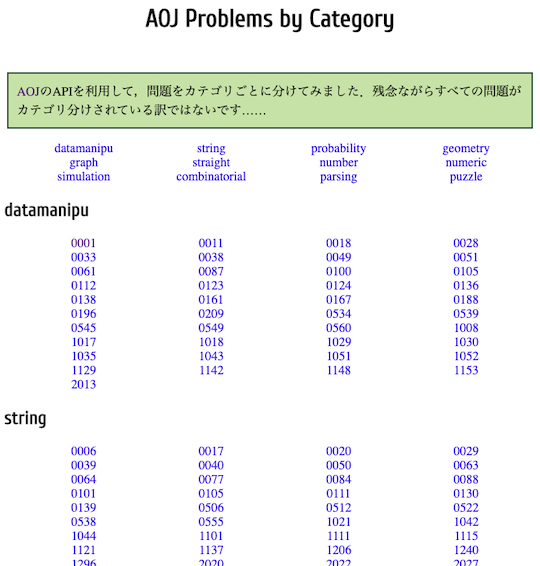 AOJ Problems by Category
AOJのAPIを利用して，問題をカテゴリごとに分けてみました．残念ながらすべての問題が
カテゴリ分けされている訳ではないです……
datamanipu string probability geometry
graph straight number numeric
simulation combinatorial parsing puzzle
datamanipu
0001 0011 0018 0028
0033 0038 0049 0051
0061 0087 0100 0105
0112 0123 0124 0136
0138 0161 0167 0188
0196 0209 0534 0539
0545 0549 0560 1008
1017 1018 1029 1030
1035 1043 1051 1052
1129 1142 1148 1153
2013
string
0006 0017 0020 0029
0039 0040 0050 0063
0064 0077 0084 0088
0101 0105 0111 0130
0139 0506 0512 0522
0538 0555 1021 1042
1044 1101 1111 1115
1121 1137 1206 1240
1296 2020 2022 2027